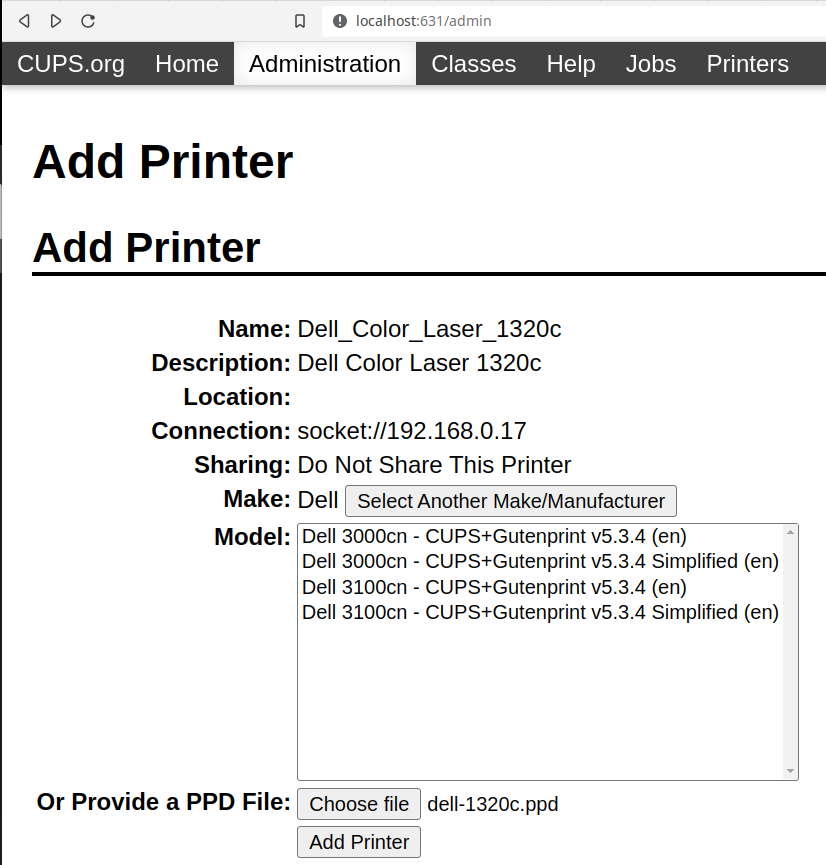 localhost:631/admin
CUPS.org Home Administration Classes Help Jobs Printers
Add Printer
Add Printer
Name: Dell_Color_Laser_1320c
Description: Dell Color Laser 1320c
Location:
Connection: socket://192.168.0.17
Sharing: Do Not Share This Printer
Make: Dell Select Another Make/Manufacturer
Model: Dell 3000cn - CUPS+Gutenprint v5.3.4 (en)
Dell 3000cn - CUPS+Gutenprint v5.3.4 Simplified (en)
Dell 3100cn - CUPS+Gutenprint v5.3.4 (en)
Dell 3100cn - CUPS+Gutenprint v5.3.4 Simplified (en)
Or Provide a PPD File: Choose file dell-1320c.ppd
Add Printer